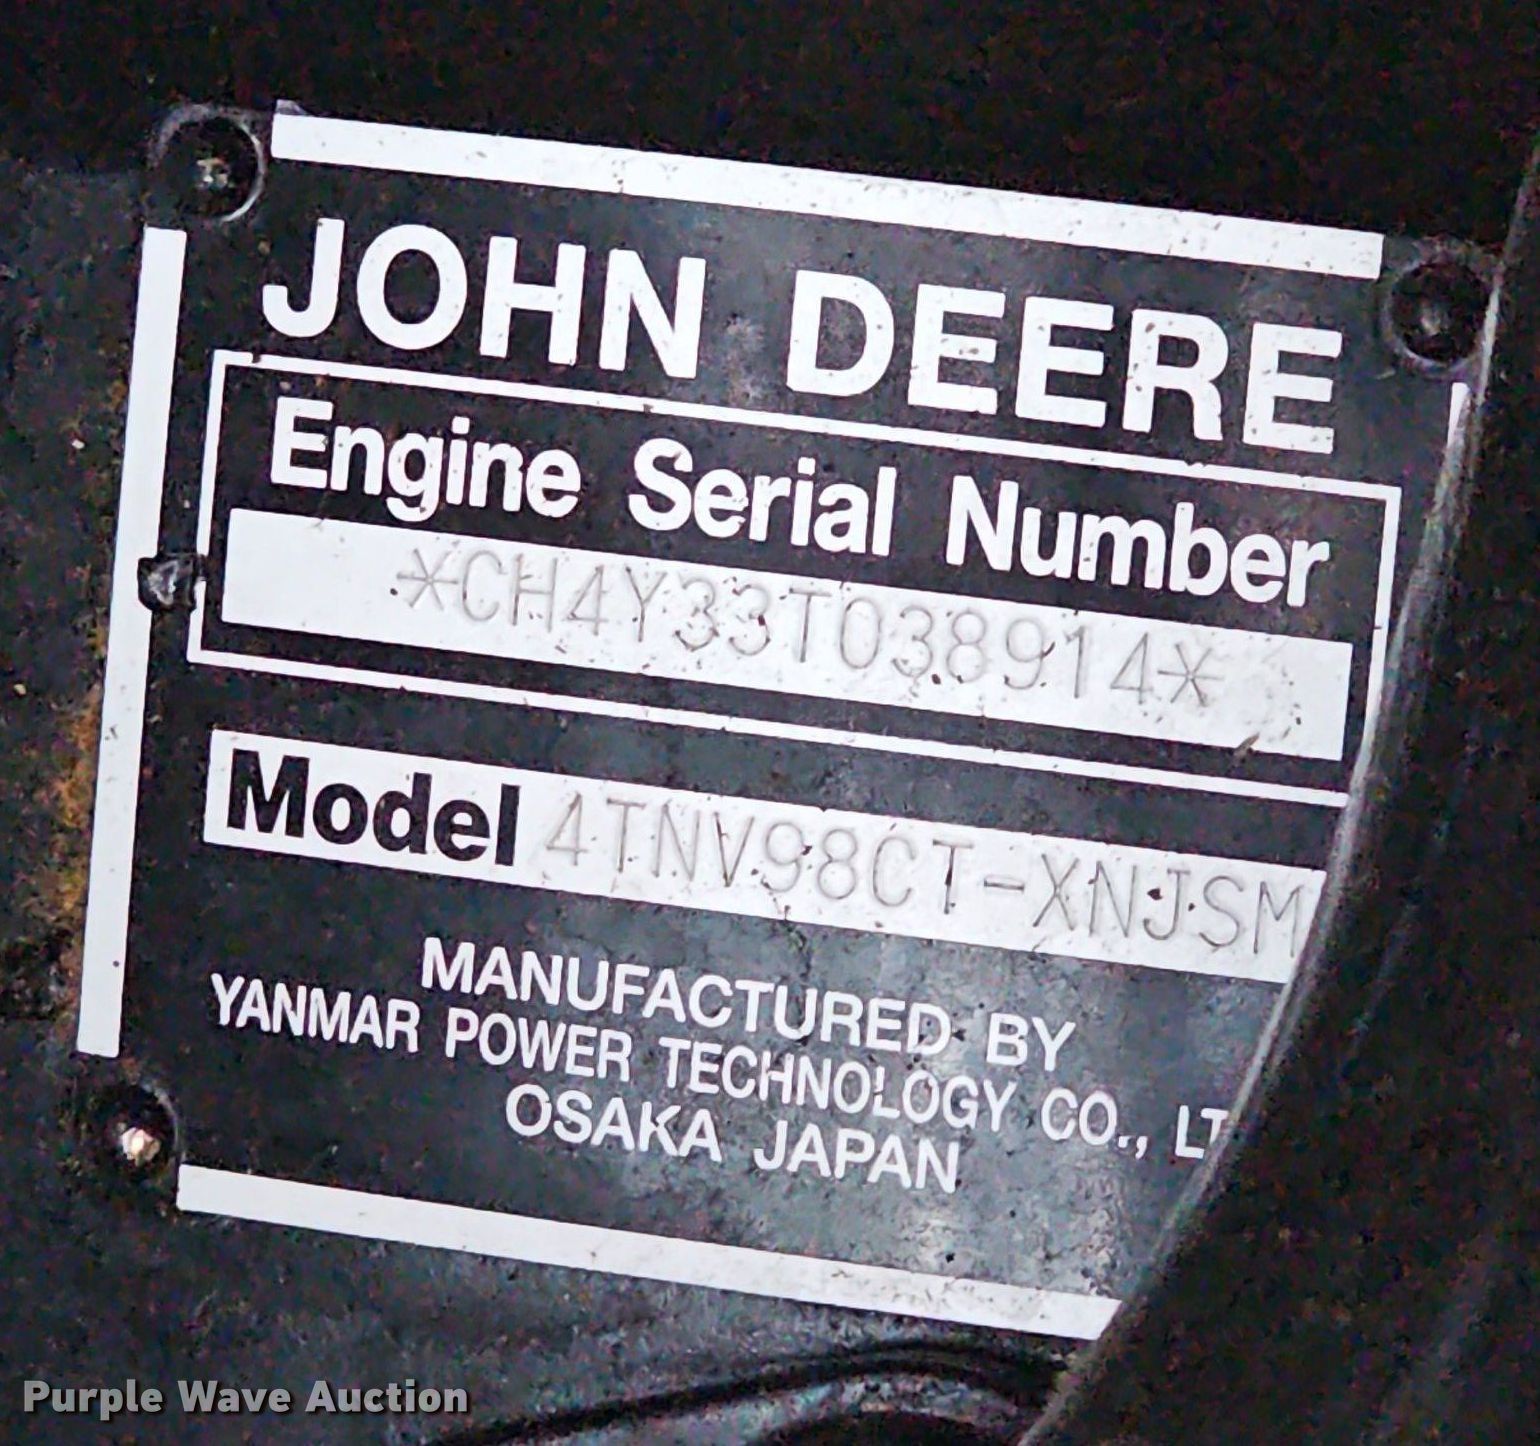 JOHN DEERE
Engine Serial Number
*CH4Y33T038914*
Model 4TNV98CT-XNJSM
MANUFACTURED BY
YANMAR POWER TECHNOLOGY CO., LT
OSAKA JAPAN
Purple Wave Auction